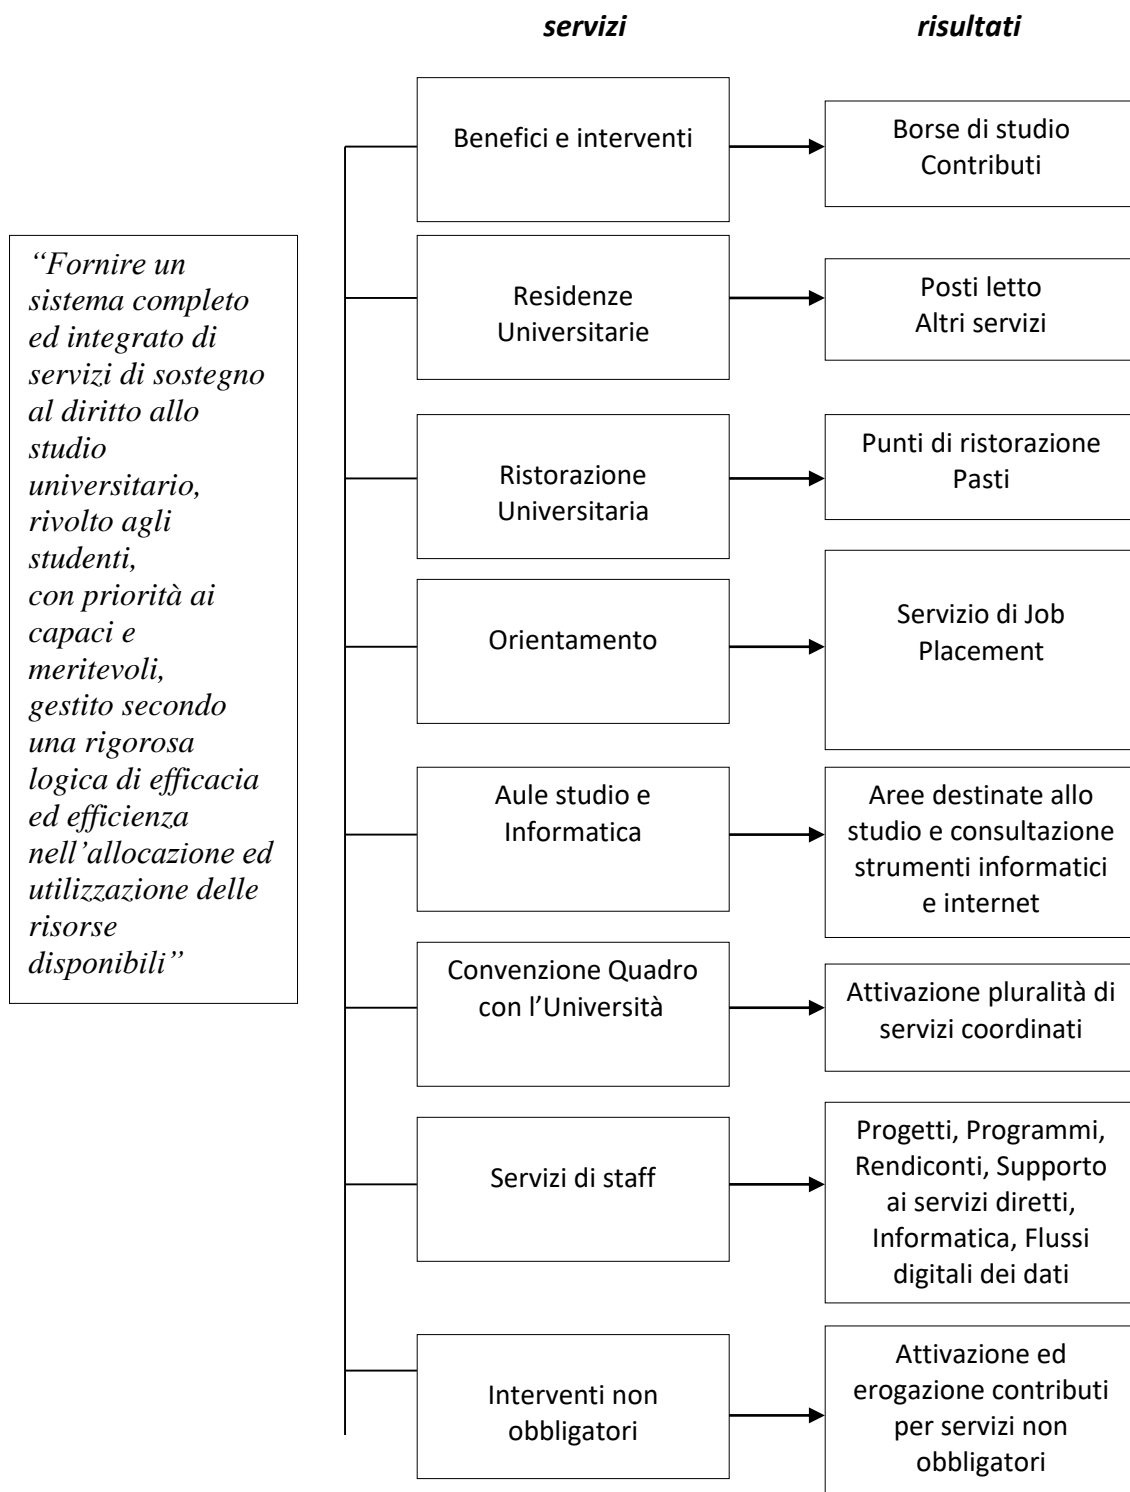 servizi risultati
Benefici e interventi
Borse di studio
Contributi
“Fornire un
sistema completo
ed integrato di
servizi di sostegno
al diritto allo
studio
universitario,
rivolto agli
studenti,
con priorità ai
capaci e
meritevoli,
gestito secondo
una rigorosa
logica di efficacia
ed efficienza
nell’allocazione ed
utilizzazione delle
risorse
disponibili”
Residenze
Universitarie
Posti letto
Altri servizi
Ristorazione
Universitaria
Punti di ristorazione
Pasti
Orientamento
Servizio di Job
Placement
Aule studio e
Informatica
Aree destinate allo
studio e consultazione
strumenti informatici
e internet
Convenzione Quadro
con l’Università
Attivazione pluralità di
servizi coordinati
Servizi di staff
Progetti, Programmi,
Rendiconti, Supporto
ai servizi diretti,
Informatica, Flussi
digitali dei dati
Interventi non
obbligatori
Attivazione ed
erogazione contributi
per servizi non
obbligatori